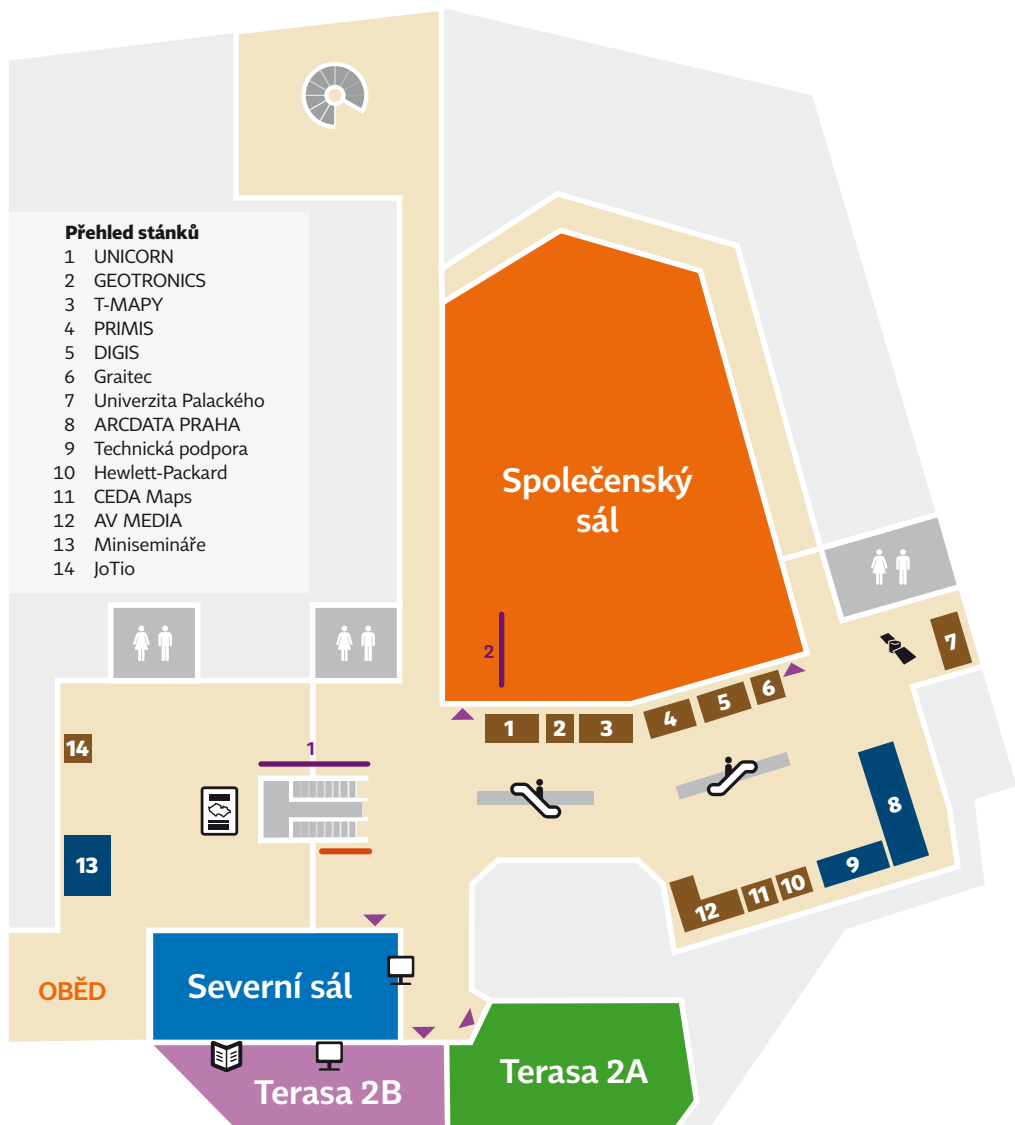 Přehled stánků
1 UNICORN
2 GEOTRONICS
3 T-MAPY
4 PRIMIS
5 DIGIS
6 Graitec
7 Univerzita Palackého
8 ARCDATA PRAHA
9 Technická podpora
10 Hewlett-Packard
11 CEDA Maps
12 AV MEDIA
13 Minisemináře
14 JoTio
Společenský
sál
2
7
6
5
4
1
2
3
14
1
8
13
9
10
11
12
OBĚD
Severní sál
Terasa 2A
Terasa 2B